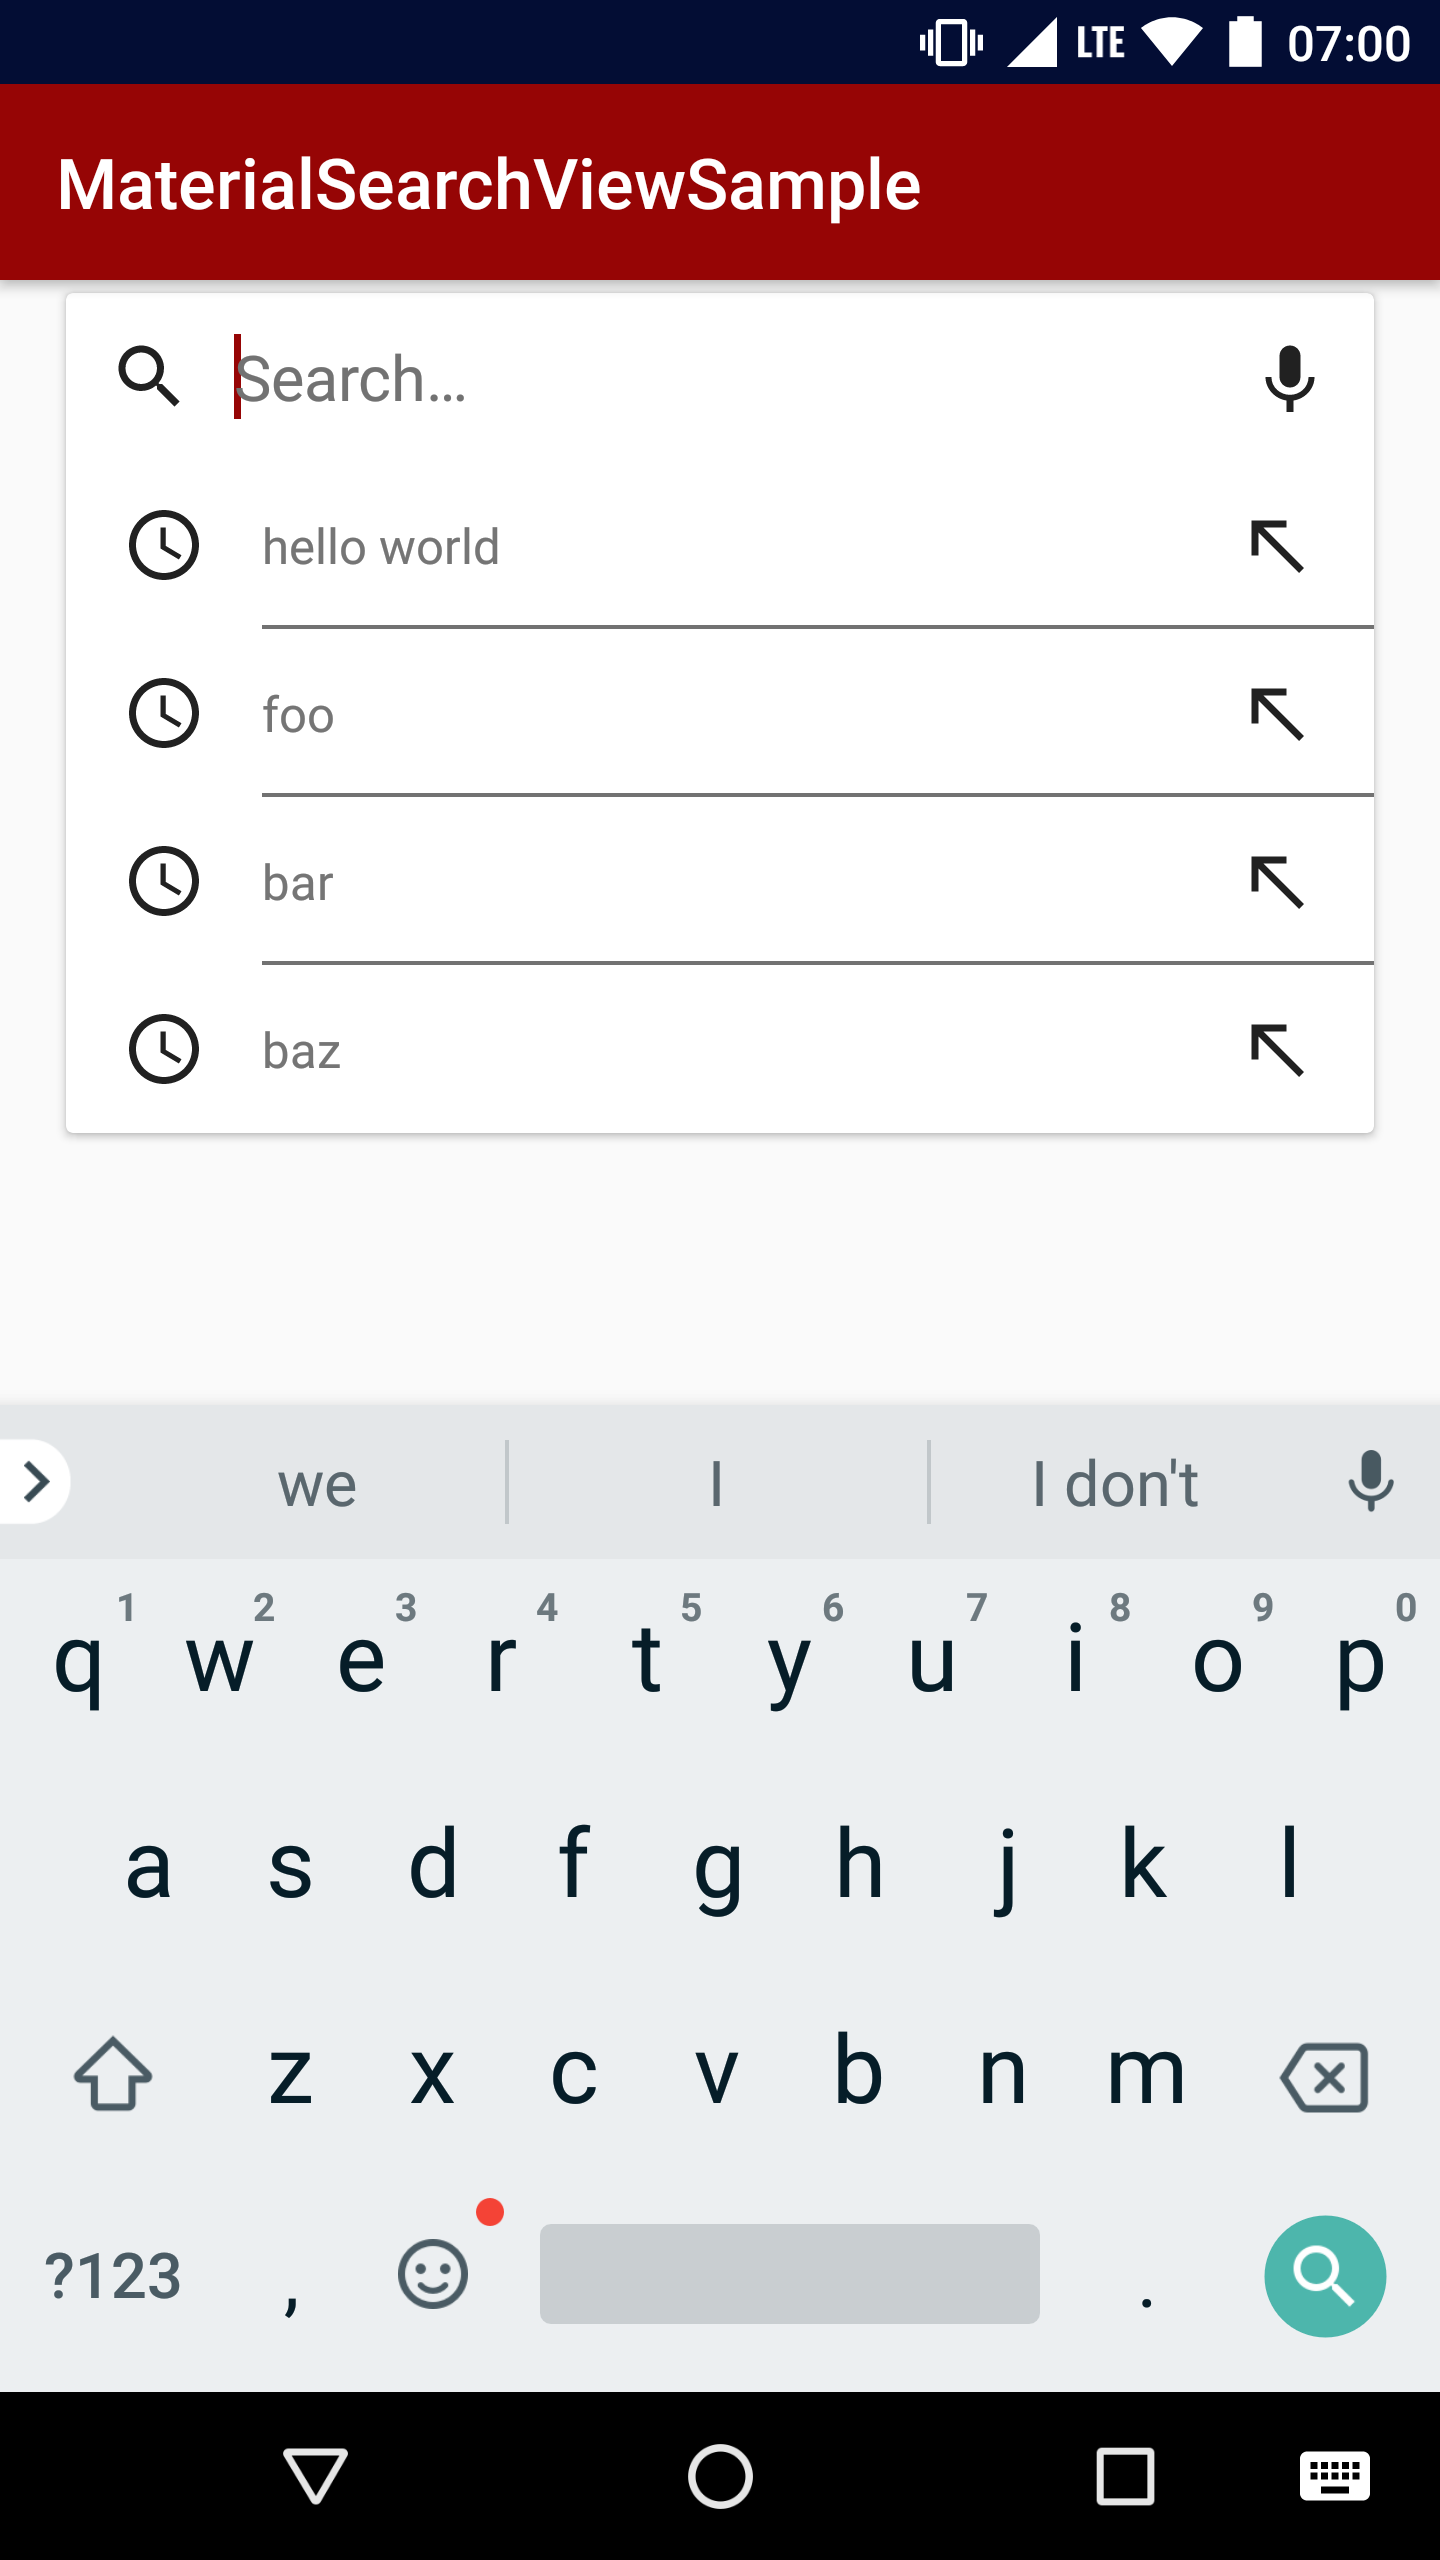 LTE 07:00
MaterialSearchViewSample
Search...
hello world
foo
bar
baz
we I I don't
1 2 3 4 5 6 7 8 9 0
q w e r t y u i o p
a s d f g h j k l
z x c v b n m
?123 , .